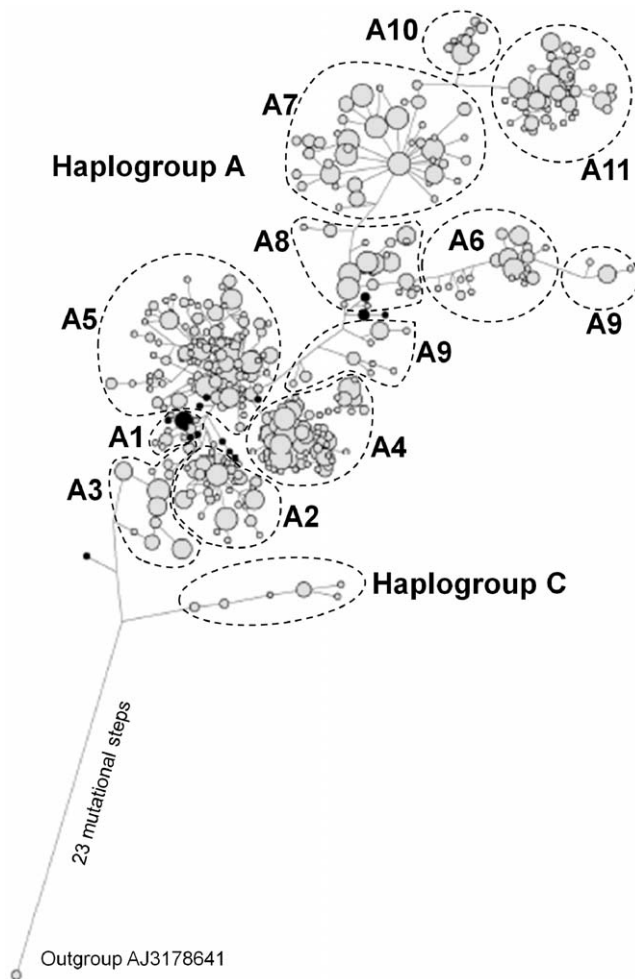 A10
A7
A11
Haplogroup A
A8
A6
A5
A9
A9
A1
A4
A3
A2
Haplogroup C
23 mutational steps
Outgroup AJ3178641